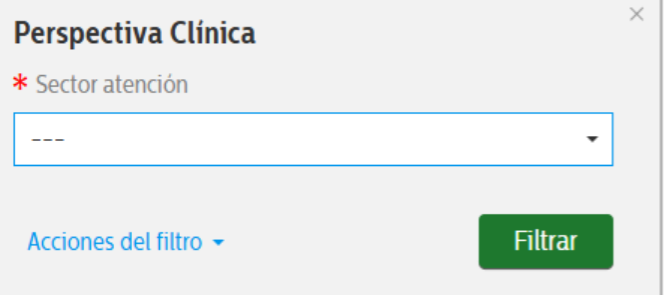 Perspectiva Clínica
* Sector atención
---
Acciones del filtro
Filtrar